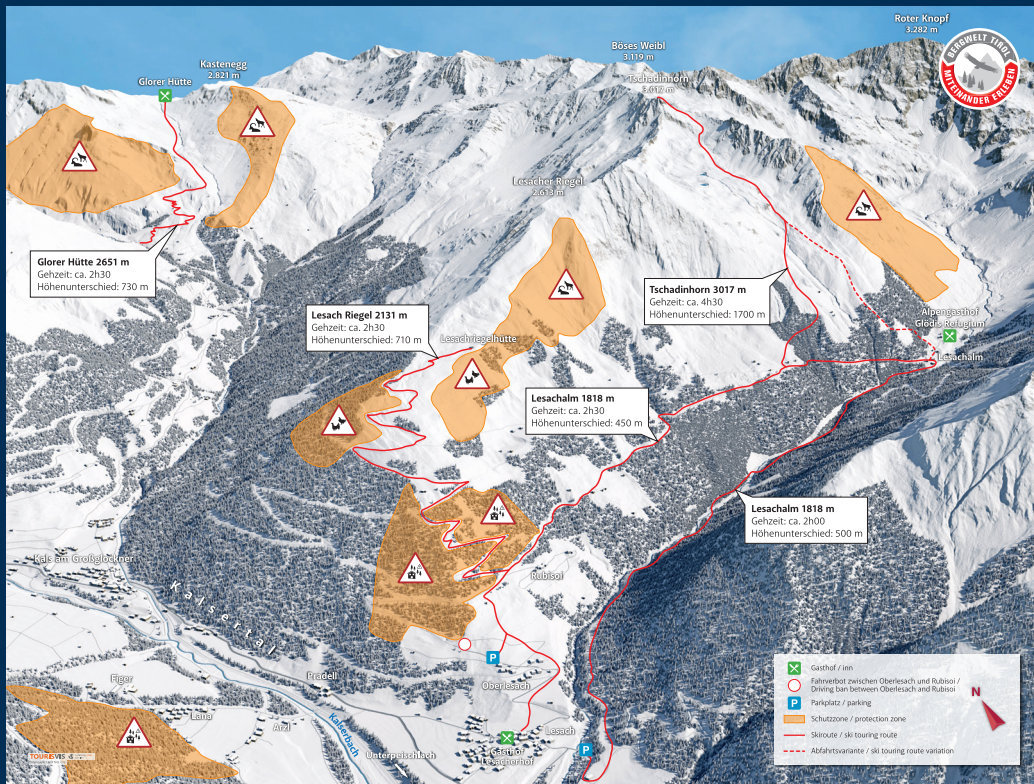 Roter Knopf
3.282 m
BERGWELT TIROL
MITEINANDER ERLEBEN
Böses Weibl
3.119 m
Kastenegg
2.821 m
Glorer Hütte
Tschadinhorn
3.017 m
Lesacher Riegel
2.613 m
Glorer Hütte 2651 m
Gehzeit: ca. 2h30
Höhenunterschied: 730 m
Tschadinhorn 3017 m
Gehzeit: ca. 4h30
Höhenunterschied: 1700 m
Lesach Riegel 2131 m
Gehzeit: ca. 2h30
Höhenunterschied: 710 m
Lesachriegelhütte
Alpengasthof
Glödis Refugium
Lesachalm
Lesachalm 1818 m
Gehzeit: ca. 2h30
Höhenunterschied: 450 m
Lesachalm 1818 m
Gehzeit: ca. 2h00
Höhenunterschied: 500 m
Kals am Großglockner
Kalsertal
Rubisoi
P
Oberlesach
Pradell
Figer
Lana
Arzl
Kalserbach
Unterpeischlach
Lesach
Gasthof
Lesacherhof
P
TOURISVIS
Gasthof / inn
Fahrverbot zwischen Oberlesach und Rubisoi /
Driving ban between Oberlesach and Rubisoi
P Parkplatz / parking
Schutzzone / protection zone
Skiroute / ski touring route
Abfahrtsvariante / ski touring route variation
N